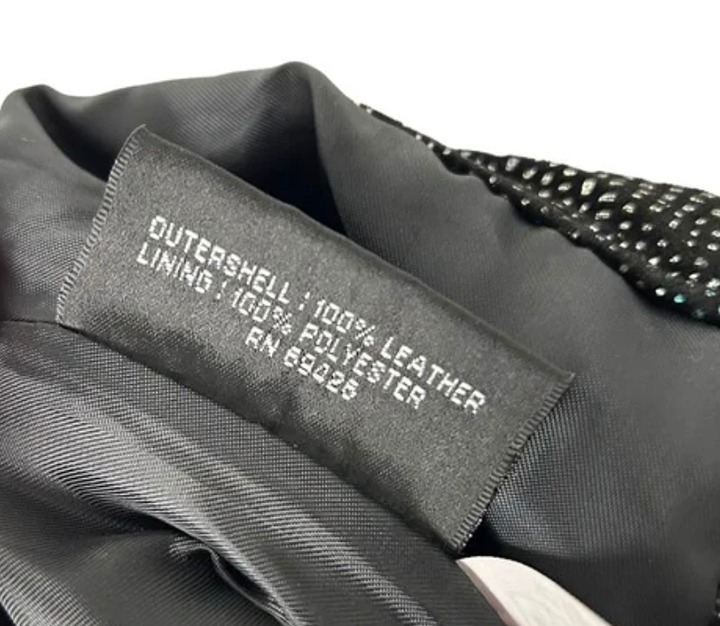 OUTERSHELL : 100% LEATHER
LINING : 100% POLYESTER
RN 69426